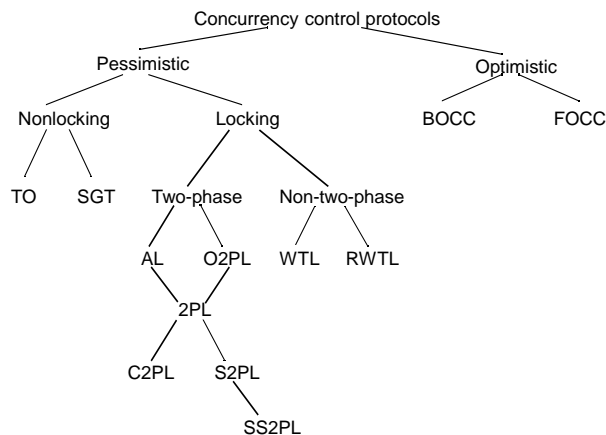 Concurrency control protocols
Pessimistic
Optimistic
Nonlocking
Locking
BOCC
FOCC
TO
SGT
Two-phase
Non-two-phase
AL
O2PL
WTL
RWTL
2PL
C2PL
S2PL
SS2PL